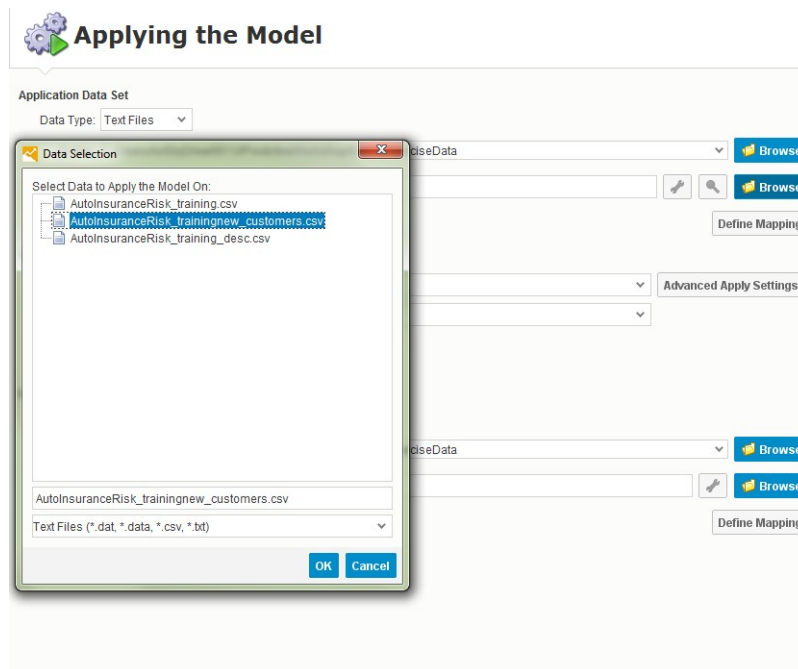 Applying the Model
Application Data Set
Data Type: Text Files
Data Selection
ciseData
Browse
Select Data to Apply the Model On:
AutoInsuranceRisk_training.csv
Browse
AutoInsuranceRisk_trainingnew_customers.csv
AutoInsuranceRisk_training_desc.csv
Define Mapping
Advanced Apply Settings
ciseData
Browse
Browse
AutoInsuranceRisk_trainingnew_customers.csv
Text Files (*.dat, *.data, *.csv, *.txt)
Define Mapping
OK
Cancel